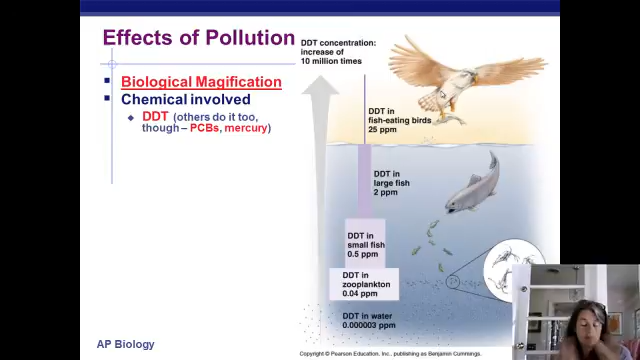 Effects of Pollution
Biological Magification
Chemical involved
DDT (others do it too,
though – PCBs, mercury)
DDT concentration:
increase of
10 million times
DDT in
fish-eating birds
25 ppm
DDT in
large fish
2 ppm
DDT in
small fish
0.5 ppm
DDT in
zooplankton
0.04 ppm
DDT in water
0.000003 ppm
AP Biology
Copyright © Pearson Education, Inc., publishing as Benjamin Cummings.